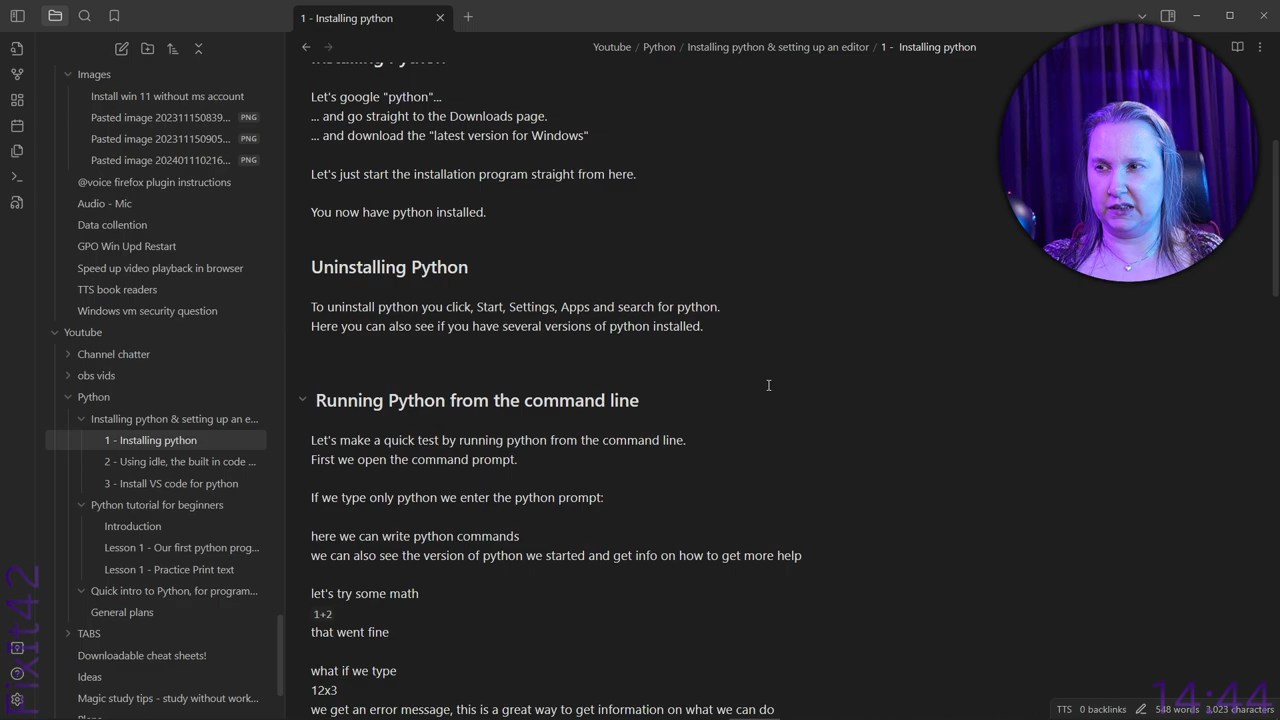 1 - Installing python
Youtube / Python / Installing python & setting up an editor / 1 - Installing python
Images
Install win 11 without ms account
Pasted image 202311150839... PNG
Pasted image 202311150905... PNG
Pasted image 202401110216... PNG
@voice firefox plugin instructions
Audio - Mic
Data collection
GPO Win Upd Restart
Speed up video playback in browser
TTS book readers
Windows vm security question
Youtube
Channel chatter
obs vids
Python
Installing python & setting up an e...
1 - Installing python
2 - Using idle, the built in code ...
3 - Install VS code for python
Python tutorial for beginners
Introduction
Lesson 1 - Our first python prog...
Lesson 1 - Practice Print text
Quick intro to Python, for program...
General plans
TABS
Downloadable cheat sheets!
Ideas
Magic study tips - study without work...
Plans
Installing Python
Let's google "python"...
... and go straight to the Downloads page.
... and download the "latest version for Windows"
Let's just start the installation program straight from here.
You now have python installed.
Uninstalling Python
To uninstall python you click, Start, Settings, Apps and search for python.
Here you can also see if you have several versions of python installed.
Running Python from the command line
Let's make a quick test by running python from the command line.
First we open the command prompt.
If we type only python we enter the python prompt:
here we can write python commands
we can also see the version of python we started and get info on how to get more help
let's try some math
1+2
that went fine
what if we type
12x3
we get an error message, this is a great way to get information on what we can do
TTS 0 backlinks 548 words 3,023 characters
Fixit42
14:44